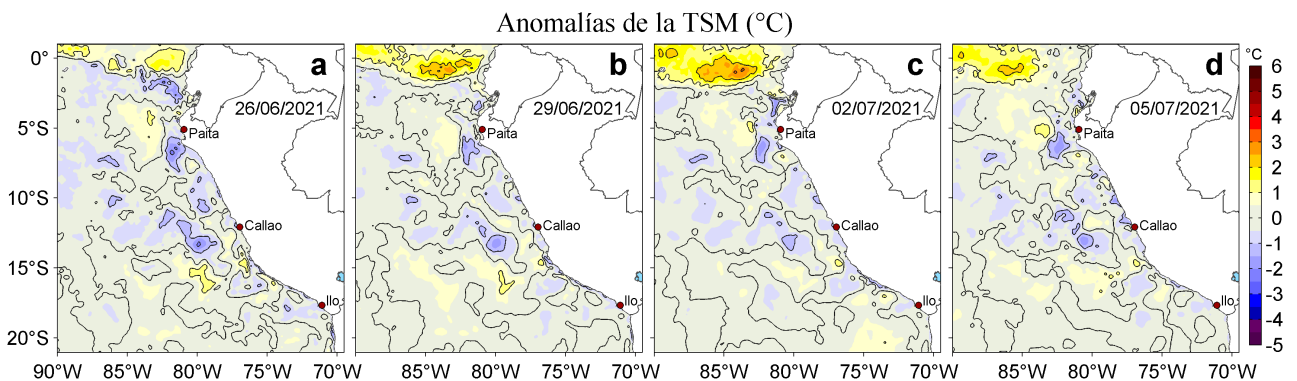 Anomalías de la TSM (°C)
a b c d °C
0° 6
5
26/06/2021 29/06/2021 02/07/2021 05/07/2021 4
5°S Paita Paita Paita Paita 3
2
1
10°S 0
Callao Callao Callao Callao -1
-2
15°S -3
Ilo Ilo Ilo Ilo -4
20°S -5
90°W 85°W 80°W 75°W 70°W 85°W 80°W 75°W 70°W 85°W 80°W 75°W 70°W 85°W 80°W 75°W 70°W